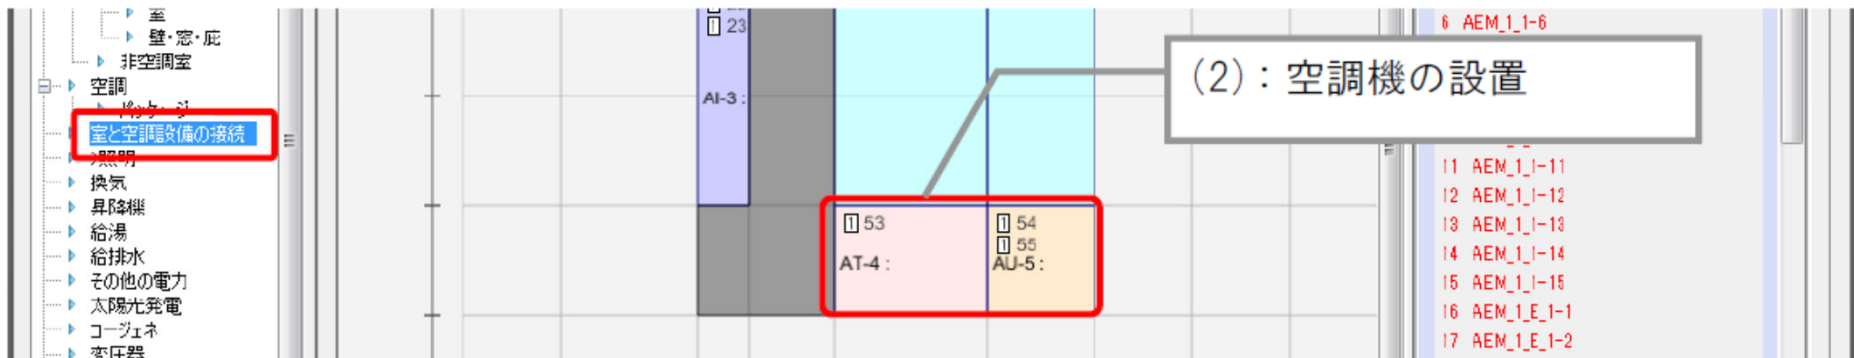 室
壁・窓・庇
非空調室
空調
パッケージ
室と空調設備の接続
照明
換気
昇降機
給湯
給排水
その他の電力
太陽光発電
コージェネ
変圧器
1 23
AI-3 :
1 53
AT-4 :
1 54
1 55
AU-5 :
(2)：空調機の設置
6 AEM_1_1-6
11 AEM_1_I-11
12 AEM_1_I-12
13 AEM_1_I-13
14 AEM_1_I-14
15 AEM_1_I-15
16 AEM_1_E_1-1
17 AEM_1_E_1-2